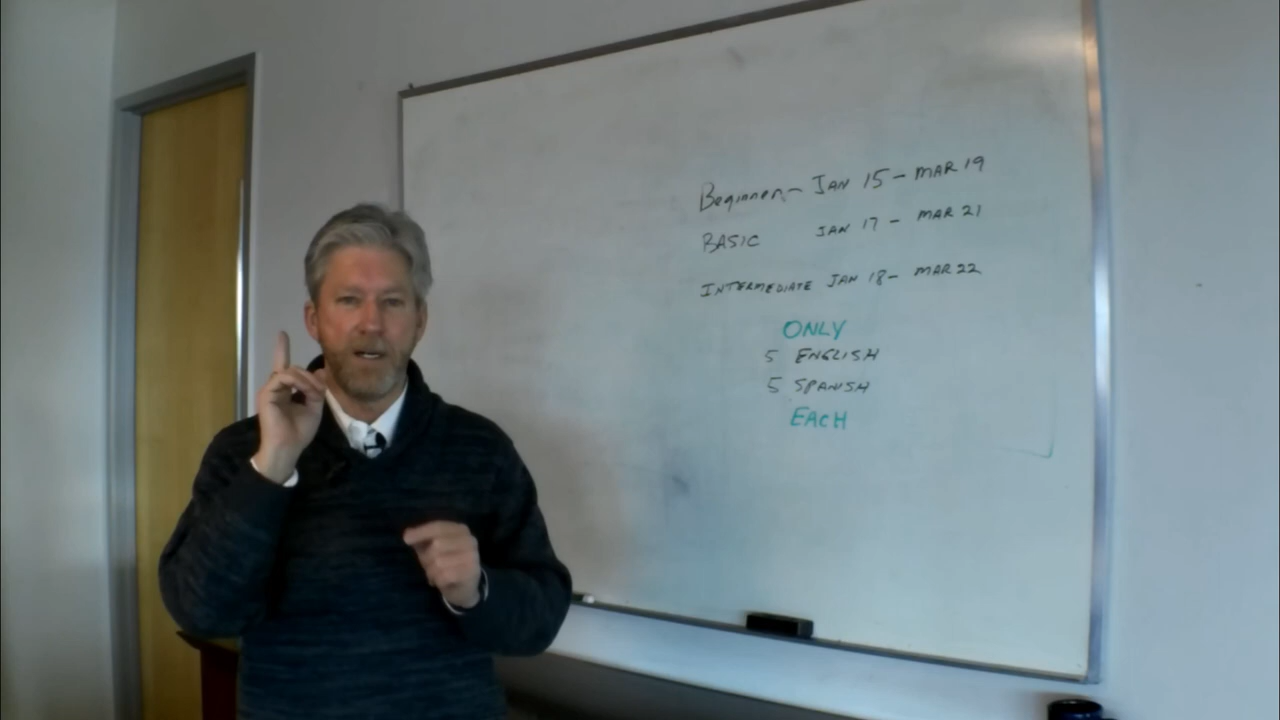 Beginner - JAN 15 - MAR 19
BASIC JAN 17 - MAR 21
INTERMEDIATE JAN 18 - MAR 22
ONLY
5 ENGLISH
5 SPANISH
EACH